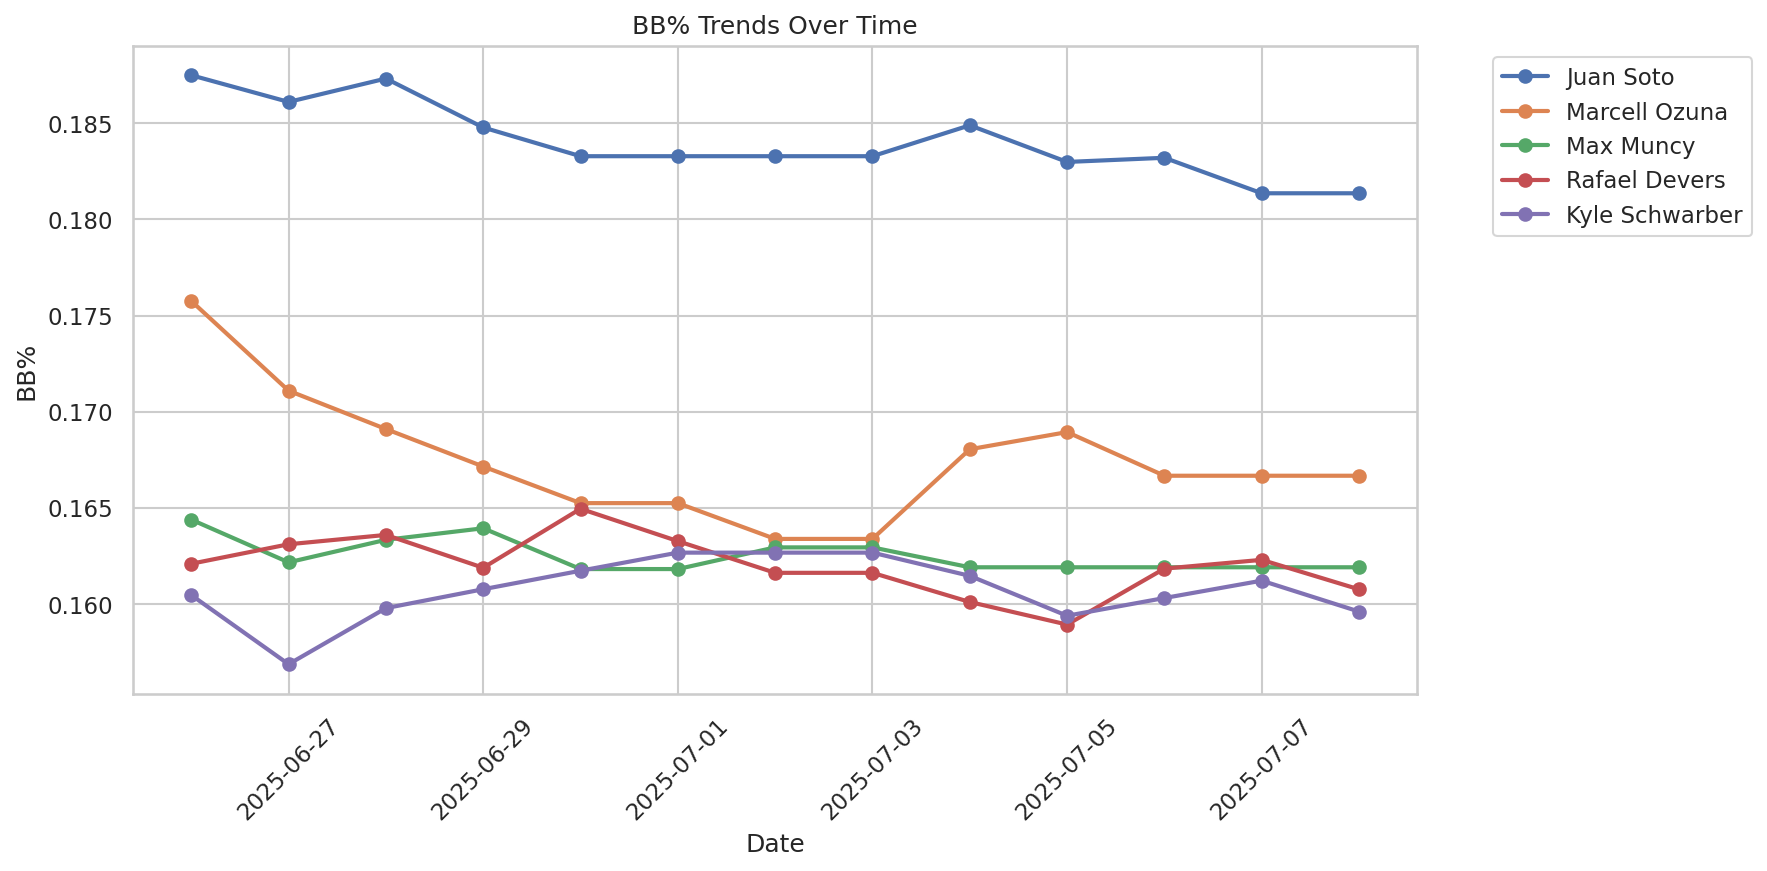 BB% Trends Over Time
Juan Soto
Marcell Ozuna
Max Muncy
Rafael Devers
Kyle Schwarber
BB%
0.185
0.180
0.175
0.170
0.165
0.160
2025-06-27
2025-06-29
2025-07-01
2025-07-03
2025-07-05
2025-07-07
Date